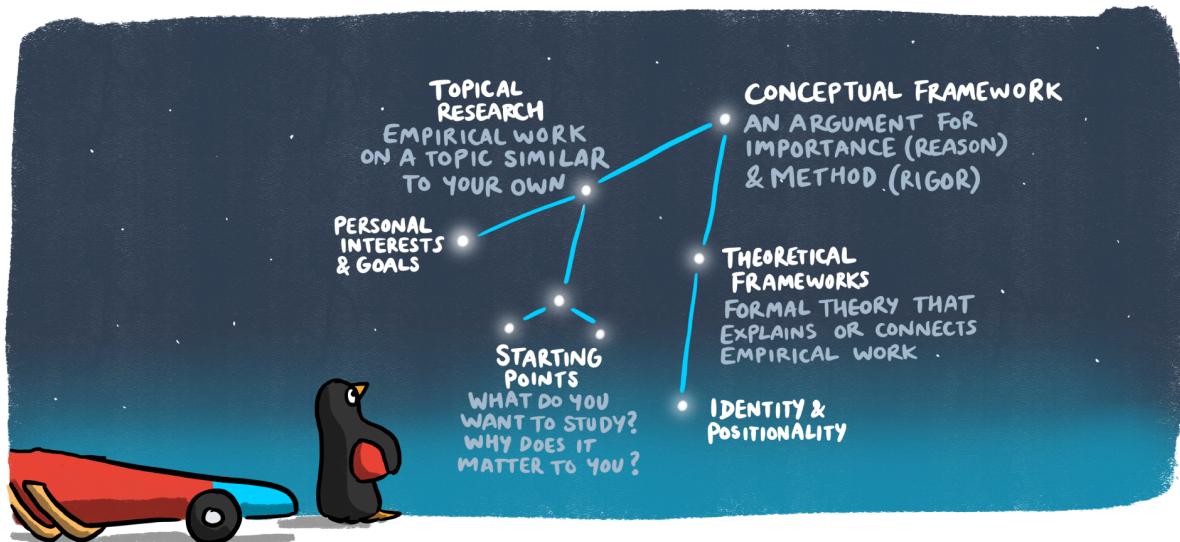 TOPICAL
RESEARCH
EMPIRICAL WORK
ON A TOPIC SIMILAR
TO YOUR OWN
PERSONAL
INTERESTS
& GOALS
STARTING
POINTS
WHAT DO YOU
WANT TO STUDY?
WHY DOES IT
MATTER TO YOU?
CONCEPTUAL FRAMEWORK
AN ARGUMENT FOR
IMPORTANCE (REASON)
& METHOD (RIGOR)
THEORETICAL
FRAMEWORKS
FORMAL THEORY THAT
EXPLAINS OR CONNECTS
EMPIRICAL WORK
IDENTITY &
POSITIONALITY